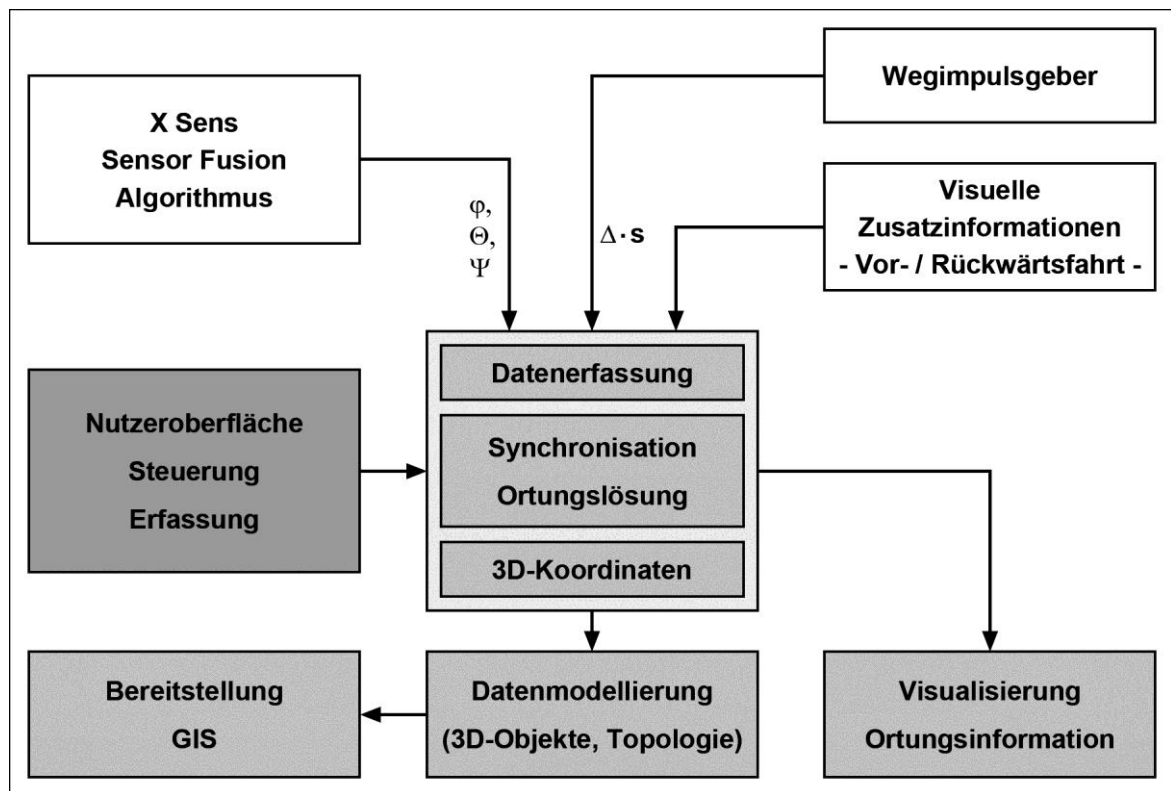 X Sens
Sensor Fusion
Algorithmus
Wegimpulsgeber
Visuelle
Zusatzinformationen
- Vor- / Rückwärtsfahrt -
φ,
Θ,
Ψ
Δ·s
Nutzeroberfläche
Steuerung
Erfassung
Datenerfassung
Synchronisation
Ortungslösung
3D-Koordinaten
Bereitstellung
GIS
Datenmodellierung
(3D-Objekte, Topologie)
Visualisierung
Ortungsinformation